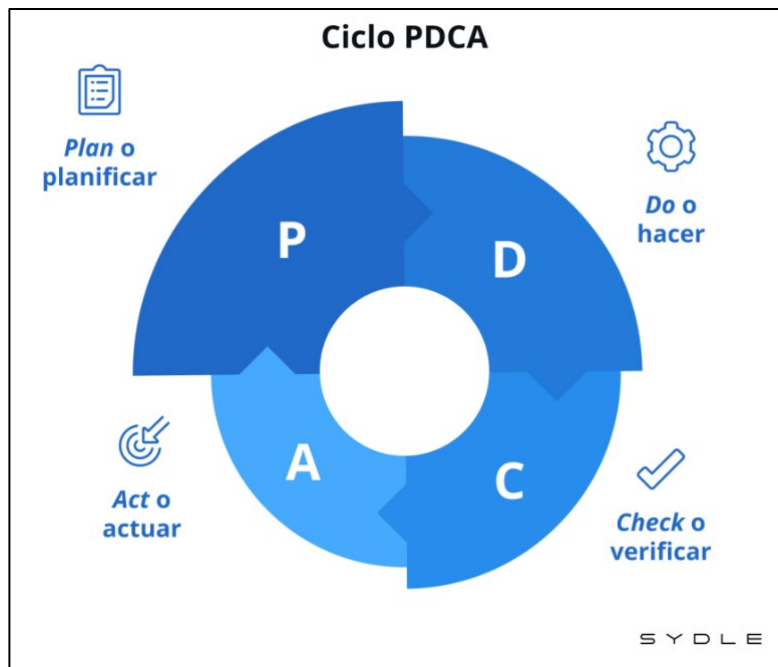 Ciclo PDCA
Plan o
planificar
Do o
hacer
P
D
A
C
Act o
actuar
Check o
verificar
SYDLE